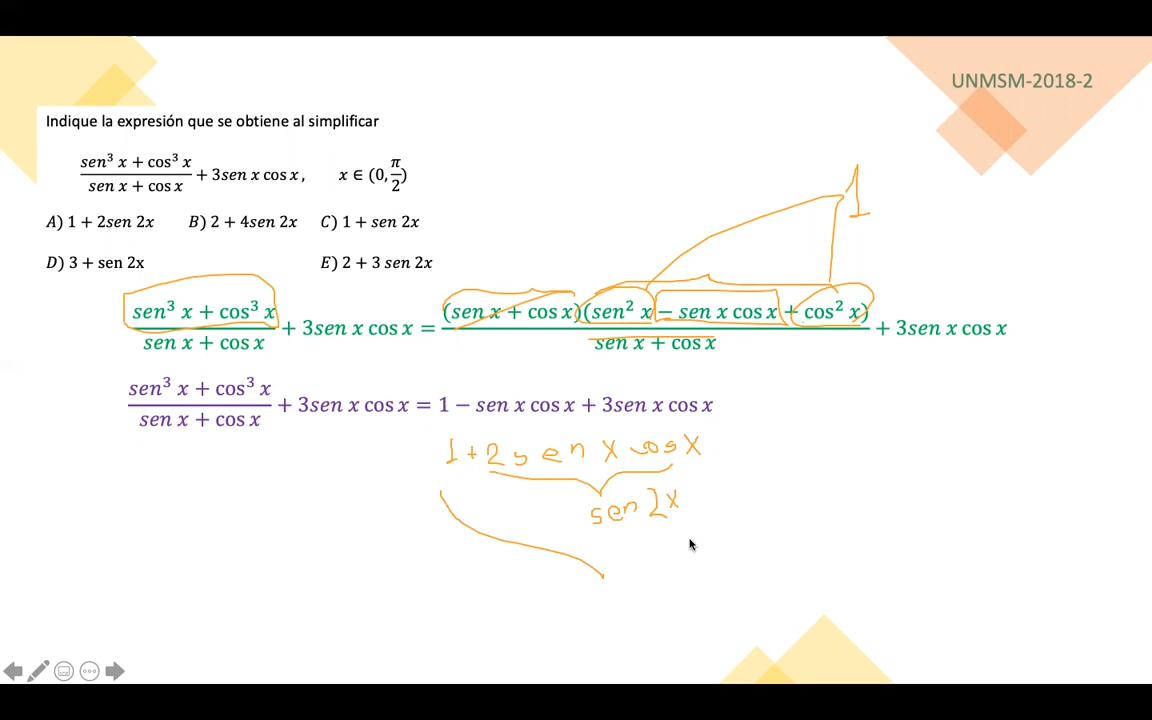 UNMSM-2018-2
Indique la expresión que se obtiene al simplificar
sen³ x + cos³ x / sen x + cos x + 3sen x cos x, x ∈ (0, π/2)
A) 1 + 2sen 2x B) 2 + 4sen 2x C) 1 + sen 2x
D) 3 + sen 2x E) 2 + 3 sen 2x
1
sen³ x + cos³ x / sen x + cos x + 3sen x cos x = (sen x + cos x)(sen² x − sen x cos x + cos² x) / sen x + cos x + 3sen x cos x
sen³ x + cos³ x / sen x + cos x + 3sen x cos x = 1 − sen x cos x + 3sen x cos x
1 + 2 sen x cos x
sen 2x